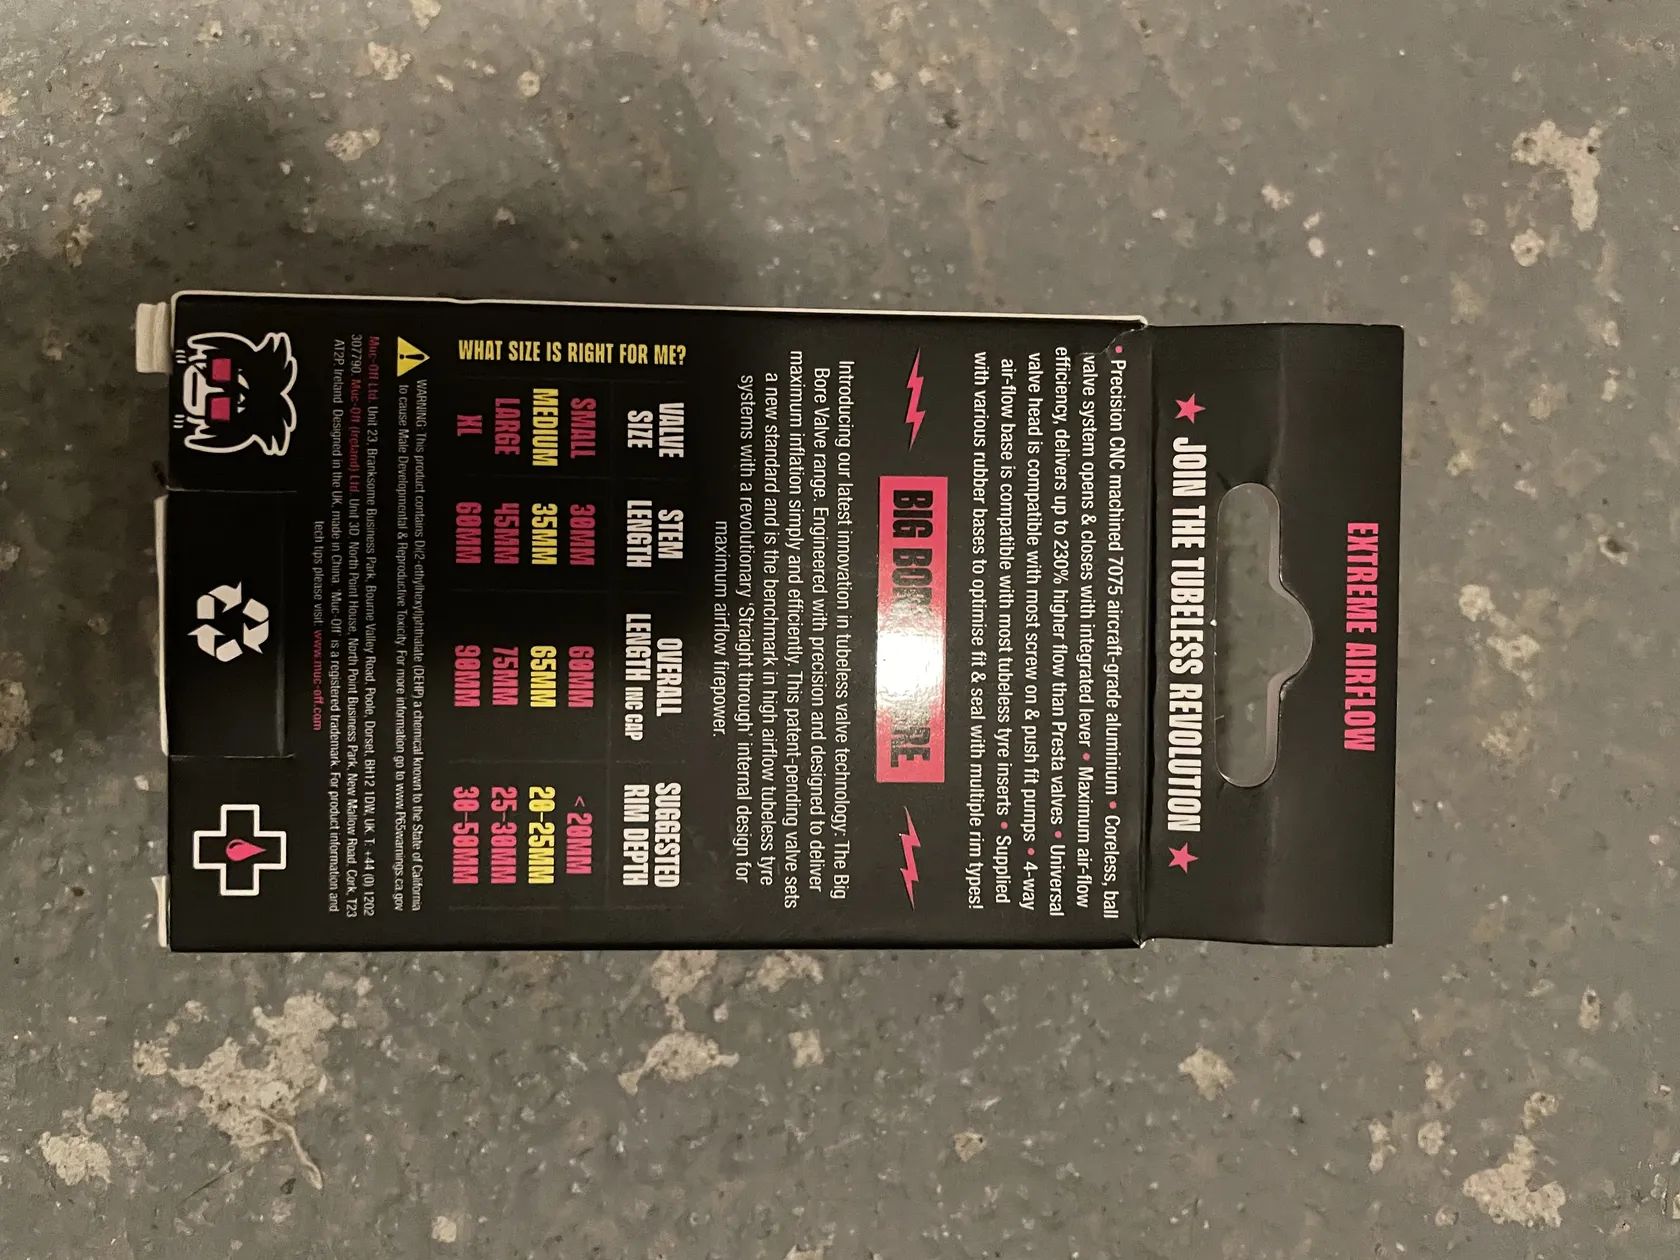 EXTREME AIRFLOW
JOIN THE TUBELESS REVOLUTION
• Precision CNC machined 7075 aircraft-grade aluminium • Coreless, ball
valve system opens & closes with integrated lever • Maximum air-flow
efficiency, delivers up to 230% higher flow than Presta valves • Universal
valve head is compatible with most screw on & push fit pumps • 4-way
air-flow base is compatible with most tubeless tyre inserts • Supplied
with various rubber bases to optimise fit & seal with multiple rim types!
BIG BORE
Introducing our latest innovation in tubeless valve technology: The Big
Bore Valve range. Engineered with precision and designed to deliver
maximum inflation simply and efficiently. This patent-pending valve sets
a new standard and is the benchmark in high airflow tubeless tyre
systems with a revolutionary 'Straight through' internal design for
maximum airflow firepower.
WHAT SIZE IS RIGHT FOR ME?
VALVE SIZE STEM LENGTH OVERALL LENGTH INC CAP SUGGESTED RIM DEPTH
SMALL 30MM 60MM < 20MM
MEDIUM 35MM 65MM 20-25MM
LARGE 45MM 75MM 25-30MM
XL 60MM 90MM 30-50MM
WARNING: This product contains Di(2-ethylhexyl)phthalate (DEHP) a chemical known to the State of California
to cause Male Developmental & Reproductive Toxicity. For more information go to www.P65warnings.ca.gov
Muc-Off Ltd. Unit 23, Branksome Business Park, Bourne Valley Road, Poole, Dorset, BH12 1DW, UK. T: +44 (0) 1202
307790. Muc-Off (Ireland) Ltd. Unit 3D, North Point House, North Point Business Park, New Mallow Road, Cork, T23
AT2P, Ireland. Designed in the UK, made in China. 'Muc-Off' is a registered trademark. For product information and
tech tips please visit: www.muc-off.com